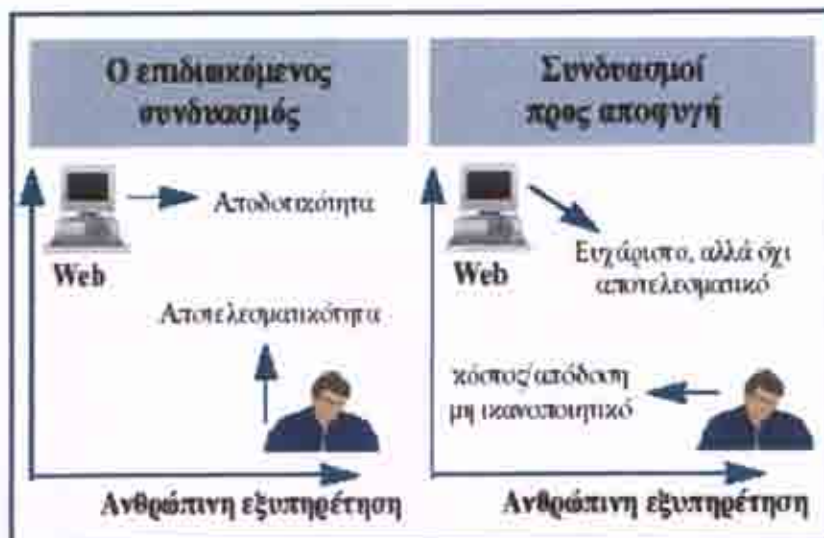 Ο επιδιωκόμενος
συνδυασμός
Αποδοτικότητα
Web
Αποτελεσματικότητα
Ανθρώπινη εξυπηρέτηση
Συνδυασμοί
προς αποφυγή
Web
Ευχάριστο, αλλά όχι
αποτελεσματικό
κόστος/απόδοση
μη ικανοποιητικό
Ανθρώπινη εξυπηρέτηση